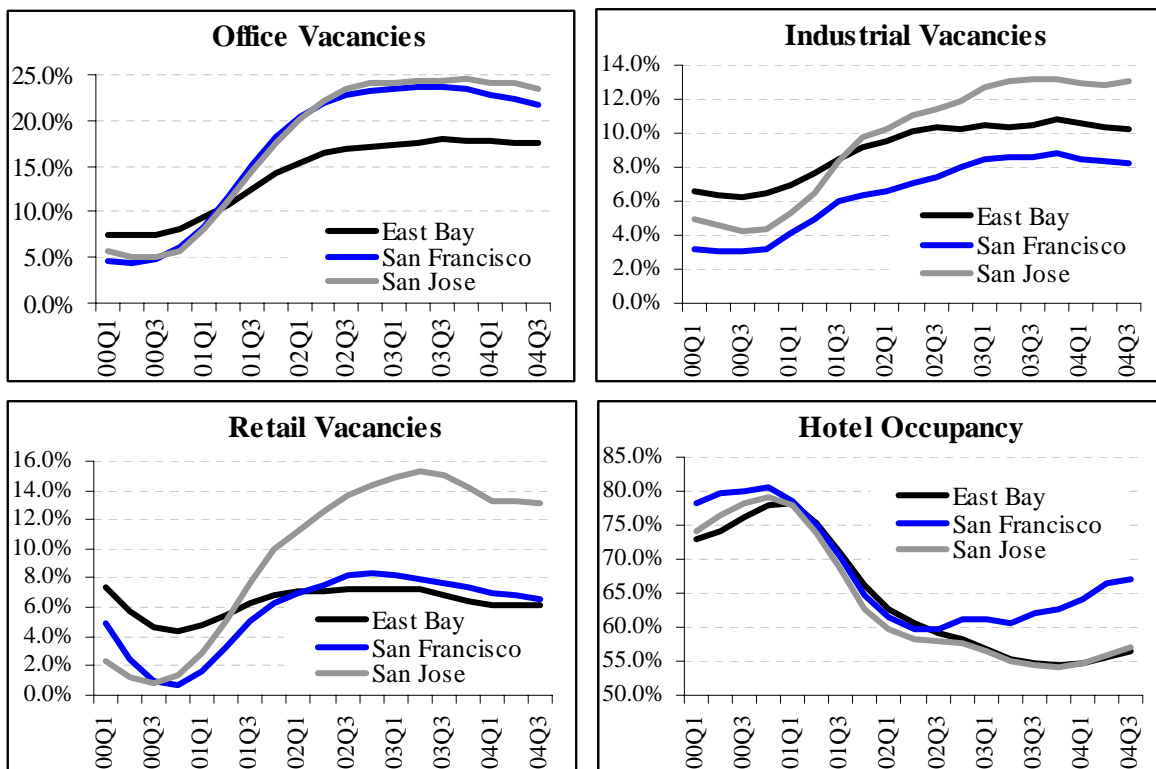 Office Vacancies
25.0%
20.0%
15.0%
10.0%
5.0%
0.0%
East Bay
San Francisco
San Jose
00Q1
00Q3
01Q1
01Q3
02Q1
02Q3
03Q1
03Q3
04Q1
04Q3
Industrial Vacancies
14.0%
12.0%
10.0%
8.0%
6.0%
4.0%
2.0%
0.0%
East Bay
San Francisco
San Jose
00Q1
00Q3
01Q1
01Q3
02Q1
02Q3
03Q1
03Q3
04Q1
04Q3
Retail Vacancies
16.0%
14.0%
12.0%
10.0%
8.0%
6.0%
4.0%
2.0%
0.0%
East Bay
San Francisco
San Jose
00Q1
00Q3
01Q1
01Q3
02Q1
02Q3
03Q1
03Q3
04Q1
04Q3
Hotel Occupancy
85.0%
80.0%
75.0%
70.0%
65.0%
60.0%
55.0%
50.0%
East Bay
San Francisco
San Jose
00Q1
00Q3
01Q1
01Q3
02Q1
02Q3
03Q1
03Q3
04Q1
04Q3